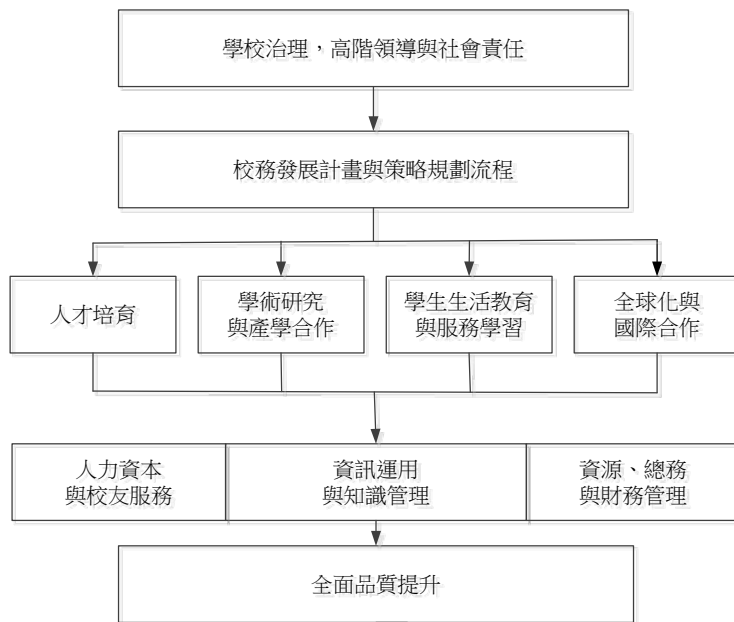 學校治理，高階領導與社會責任
校務發展計畫與策略規劃流程
人才培育
學術研究
與產學合作
學生生活教育
與服務學習
全球化與
國際合作
人力資本
與校友服務
資訊運用
與知識管理
資源、總務
與財務管理
全面品質提升